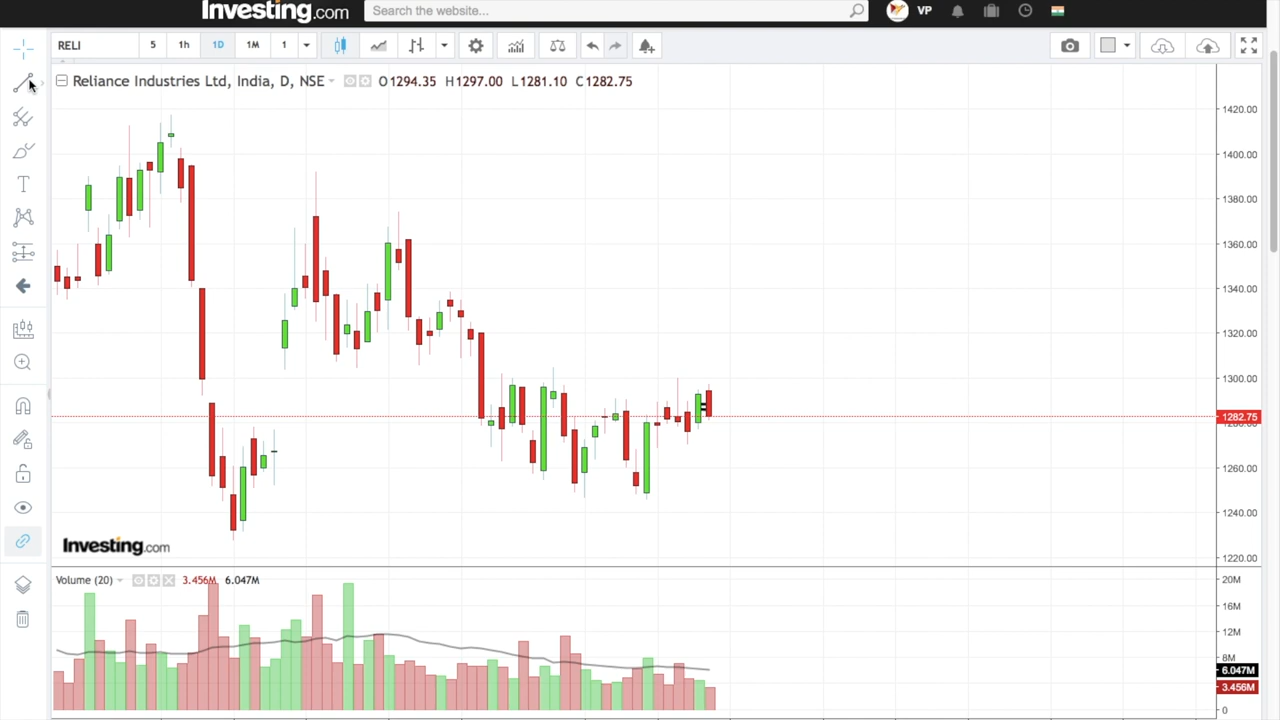 Investing.com
Search the website...
VP
RELI
5 1h 1D 1M 1
Reliance Industries Ltd, India, D, NSE
O1294.35 H1297.00 L1281.10 C1282.75
1420.00
1400.00
1380.00
1360.00
1340.00
1320.00
1300.00
1282.75
1280.00
1260.00
1240.00
1220.00
Investing.com
Volume (20) 3.456M 6.047M
20M
16M
12M
8M
6.047M
3.456M
0